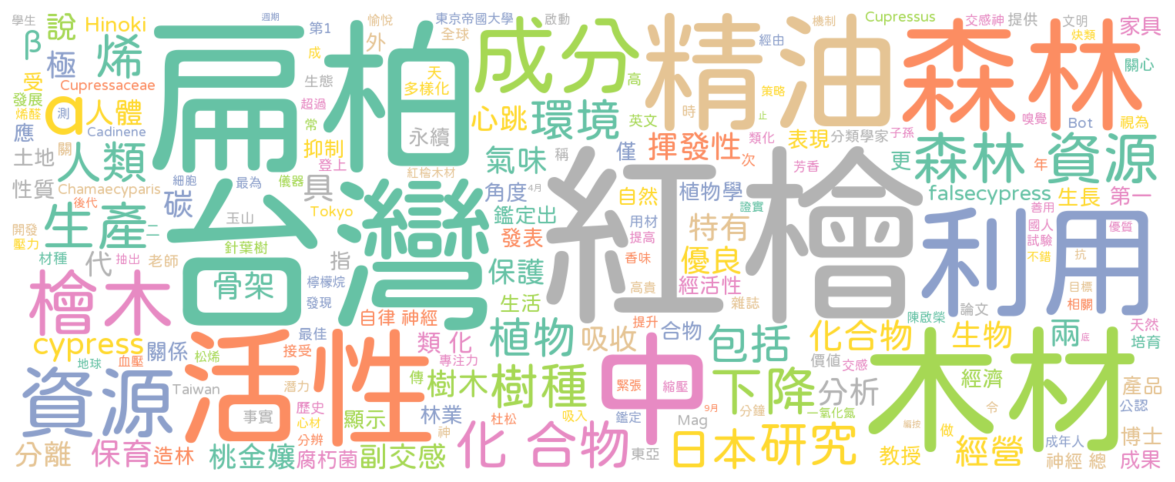 學生
週期
愉悅
東京帝國大學
啟動
Cupressus
交感神
提供
文明
機制
炔類
β
Hinoki
說
第1
外
全球
成
經由
家具
極
烯
扁柏
成分
精油
森林
關心
受
Cupressaceae
生態
天
多樣化
高
時
策略
止
嗅覺
發展
α
人體
超過
心跳
環境
英文
類化
表現
分類學家
子孫
Bot
視為
烯醛
測
Cadinene
常
抑制
永續
揮發性
應
關
登上
氣味
僅
稱
次
芳香
更
森林 資源
土地
人類
紅檜木材
具
角度
自然
植物學
年
性質
Chamaecyparis
細胞
最為
儀器
4月
falsecypress
生長
第一
後代
碳
玉山
Tokyo
鑑定出
用材
證實
特有
國人
善用
優質
開發
生產
台灣
紅檜
利用
提高
試驗
壓力
二
針葉樹
發表
優良
不錯
抗
材種
抽出
代
老師
骨架
指
保護
香味
經活性
目標
檜木
檸檬烷
高貴
雜誌
論文
相關
發現
生活
陳啟榮
自律 神經
提升
合物
天然
cypress
最佳
植物
吸收
包括
化合物
生物
兩
底
培育
地球
血壓
關係
接受
類 化
專注力
價值
交感
松烯
資源
活性
Taiwan
潛力
傳
樹木
樹種
中
緊張
縮壓
下降
分析
木材
經濟
產品
事實
歷史
心材
顯示
林業
杜松
吸入
分鐘
一氧化氮
令
公認
分辨
神
鑑定
Mag
9月
編按
做
成年人
博士
分離
保育
造林
桃金孃
腐朽菌
副交感
化 合物
東亞
日本
研究
教授
經營
神經 總
成果